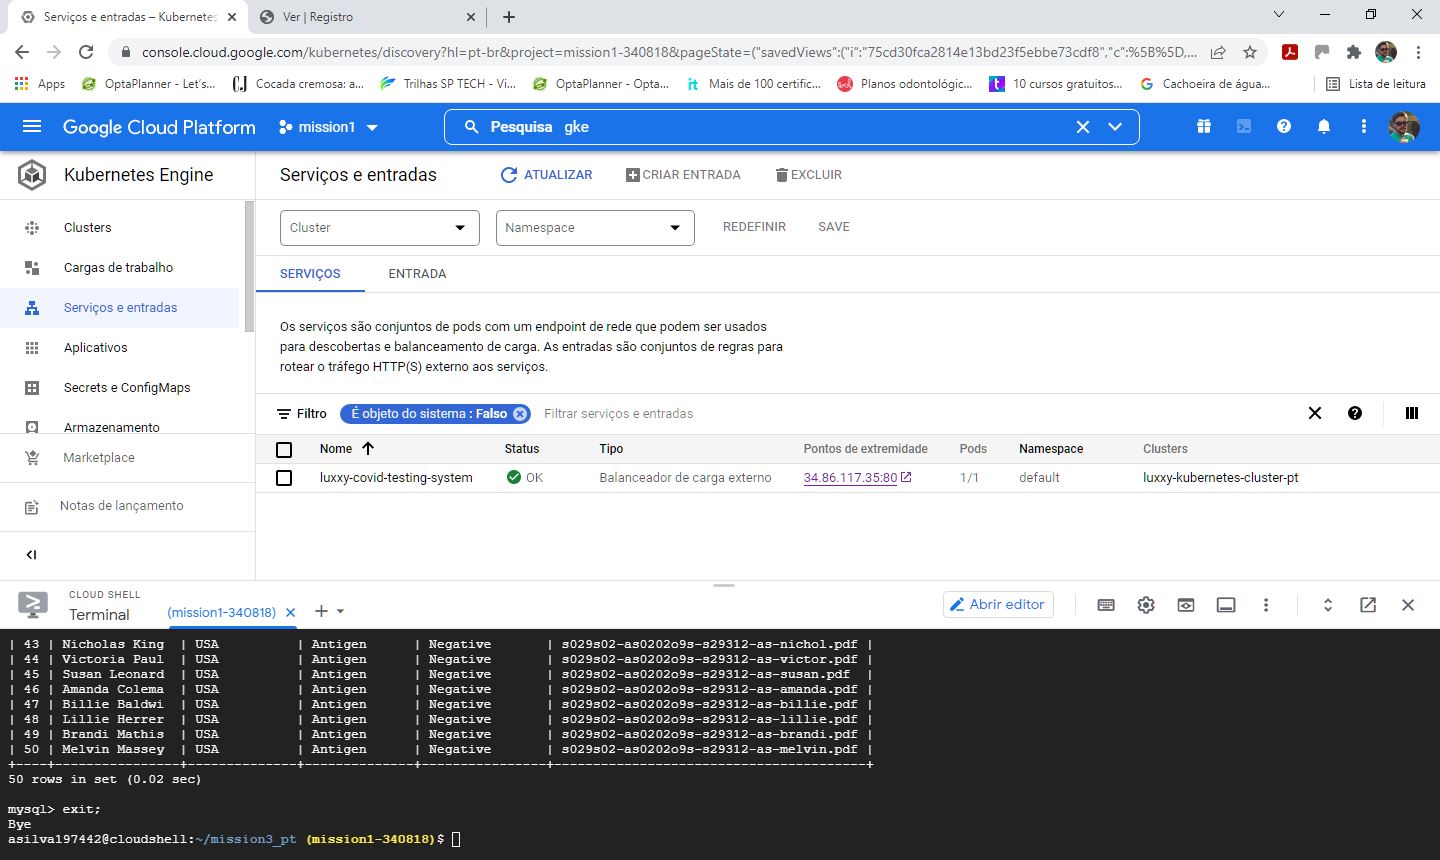 Serviços e entradas – Kubernetes
Ver | Registro
console.cloud.google.com/kubernetes/discovery?hl=pt-br&project=mission1-340818&pageState=("savedViews":("i":"75cd30fca2814e13bd23f5ebbe73cdf8","c":%5B%5D,...
Apps
OptaPlanner - Let's...
Cocada cremosa: a...
Trilhas SP TECH - Vi...
OptaPlanner - Opta...
Mais de 100 certific...
Planos odontológic...
10 cursos gratuitos...
Cachoeira de água...
Lista de leitura
Google Cloud Platform
mission1
Pesquisa gke
Kubernetes Engine
Serviços e entradas
ATUALIZAR
CRIAR ENTRADA
EXCLUIR
Clusters
Cargas de trabalho
Serviços e entradas
Aplicativos
Secrets e ConfigMaps
Armazenamento
Marketplace
Notas de lançamento
Cluster
Namespace
REDEFINIR
SAVE
SERVIÇOS
ENTRADA
Os serviços são conjuntos de pods com um endpoint de rede que podem ser usados
para descobertas e balanceamento de carga. As entradas são conjuntos de regras para
rotear o tráfego HTTP(S) externo aos serviços.
Filtro
É objeto do sistema : Falso
Filtrar serviços e entradas
Nome Status Tipo Pontos de extremidade Pods Namespace Clusters
luxxy-covid-testing-system OK Balanceador de carga externo 34.86.117.35:80 1/1 default luxxy-kubernetes-cluster-pt
CLOUD SHELL
Terminal
(mission1-340818)
Abrir editor
| 43 | Nicholas King | USA | Antigen | Negative | s029s02-as0202o9s-s29312-as-nichol.pdf |
| 44 | Victoria Paul | USA | Antigen | Negative | s029s02-as0202o9s-s29312-as-victor.pdf |
| 45 | Susan Leonard | USA | Antigen | Negative | s029s02-as0202o9s-s29312-as-susan.pdf |
| 46 | Amanda Colema | USA | Antigen | Negative | s029s02-as0202o9s-s29312-as-amanda.pdf |
| 47 | Billie Baldwi | USA | Antigen | Negative | s029s02-as0202o9s-s29312-as-billie.pdf |
| 48 | Lillie Herrer | USA | Antigen | Negative | s029s02-as0202o9s-s29312-as-lillie.pdf |
| 49 | Brandi Mathis | USA | Antigen | Negative | s029s02-as0202o9s-s29312-as-brandi.pdf |
| 50 | Melvin Massey | USA | Antigen | Negative | s029s02-as0202o9s-s29312-as-melvin.pdf |
+----+---------------+--------------+--------------+----------------+----------------------------------------+
50 rows in set (0.02 sec)
mysql> exit;
Bye
asilva197442@cloudshell:~/mission3_pt (mission1-340818)$